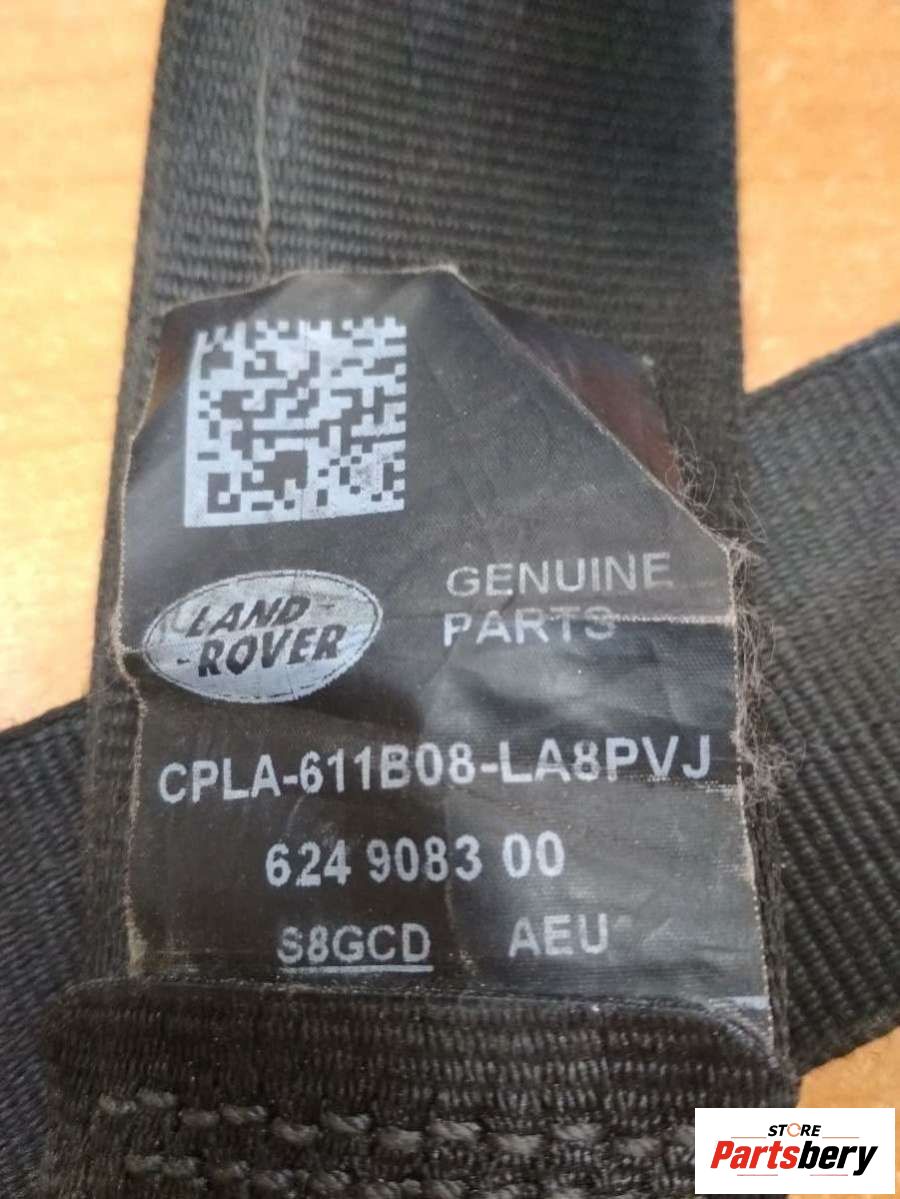 LAND
-ROVER
GENUINE
PARTS
CPLA-611B08-LA8PVJ
624 9083 00
S8GCD AEU
STORE
Partsbery